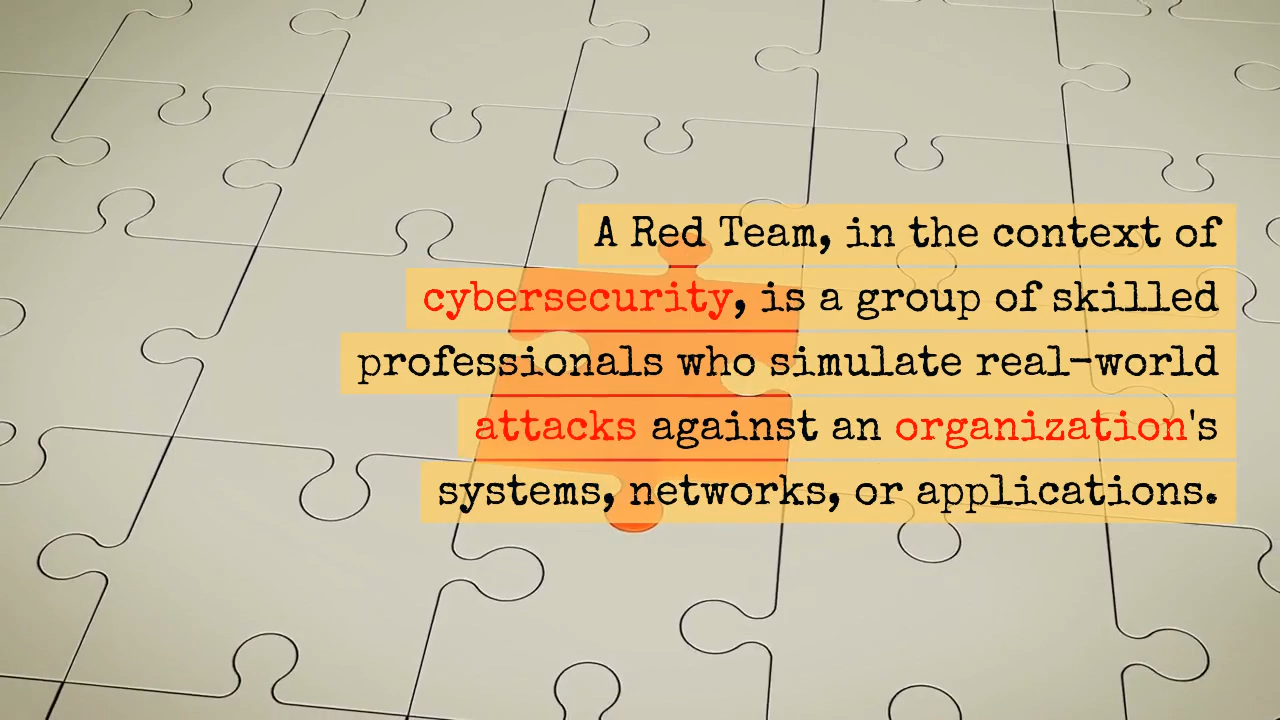 A Red Team, in the context of
cybersecurity, is a group of skilled
professionals who simulate real-world
attacks against an organization's
systems, networks, or applications.